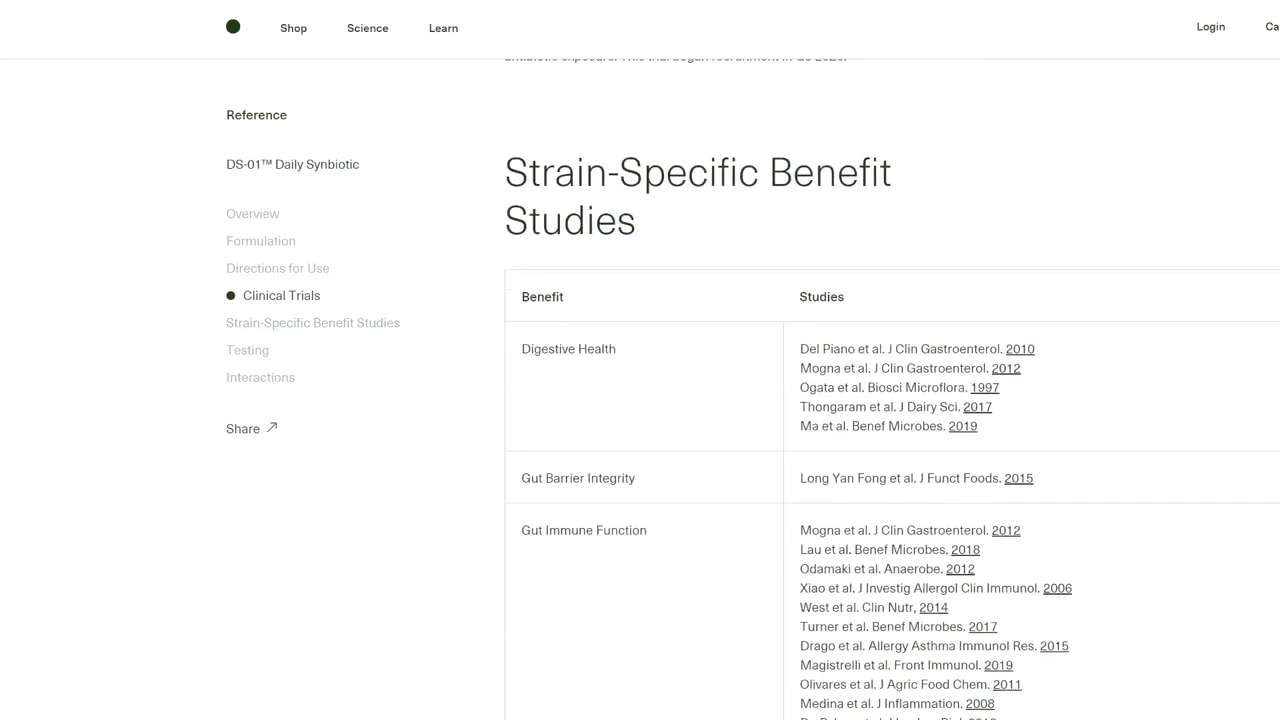 Shop Science Learn Login
Reference
DS-01™ Daily Synbiotic
Overview
Formulation
Directions for Use
Clinical Trials
Strain-Specific Benefit Studies
Testing
Interactions
Share
Strain-Specific Benefit
Studies
Benefit Studies
Digestive Health
Del Piano et al. J Clin Gastroenterol. 2010
Mogna et al. J Clin Gastroenterol. 2012
Ogata et al. Biosci Microflora. 1997
Thongaram et al. J Dairy Sci. 2017
Ma et al. Benef Microbes. 2019
Gut Barrier Integrity
Long Yan Fong et al. J Funct Foods. 2015
Gut Immune Function
Mogna et al. J Clin Gastroenterol. 2012
Lau et al. Benef Microbes. 2018
Odamaki et al. Anaerobe. 2012
Xiao et al. J Investig Allergol Clin Immunol. 2006
West et al. Clin Nutr, 2014
Turner et al. Benef Microbes. 2017
Drago et al. Allergy Asthma Immunol Res. 2015
Magistrelli et al. Front Immunol. 2019
Olivares et al. J Agric Food Chem. 2011
Medina et al. J Inflammation. 2008